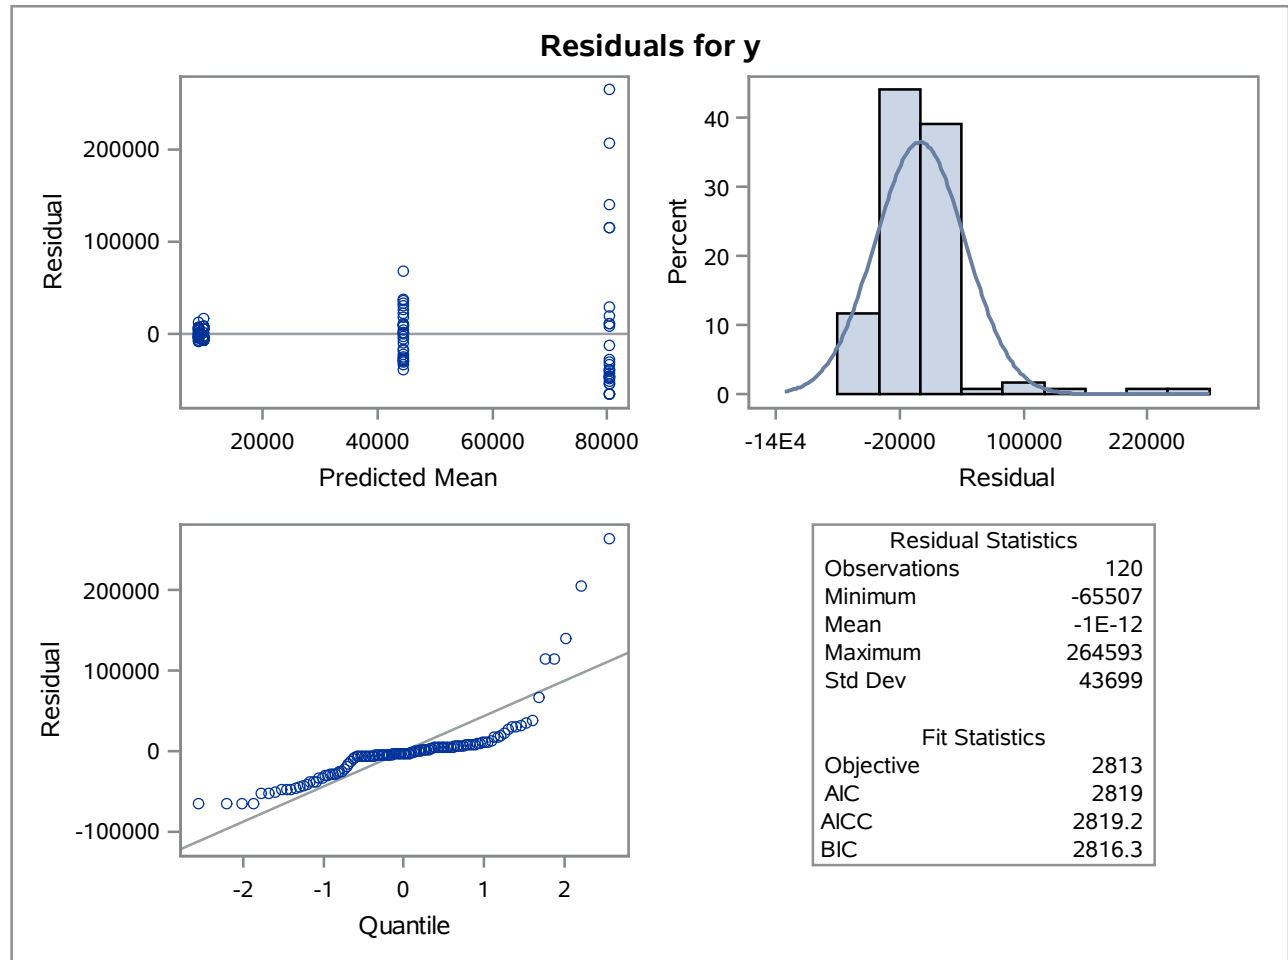 Residuals for y
Residual
200000
100000
0
20000 40000 60000 80000
Predicted Mean
Percent
40
30
20
10
0
-14E4 -20000 100000 220000
Residual
Residual
200000
100000
0
-100000
-2 -1 0 1 2
Quantile
Residual Statistics
Observations 120
Minimum -65507
Mean -1E-12
Maximum 264593
Std Dev 43699
Fit Statistics
Objective 2813
AIC 2819
AICC 2819.2
BIC 2816.3